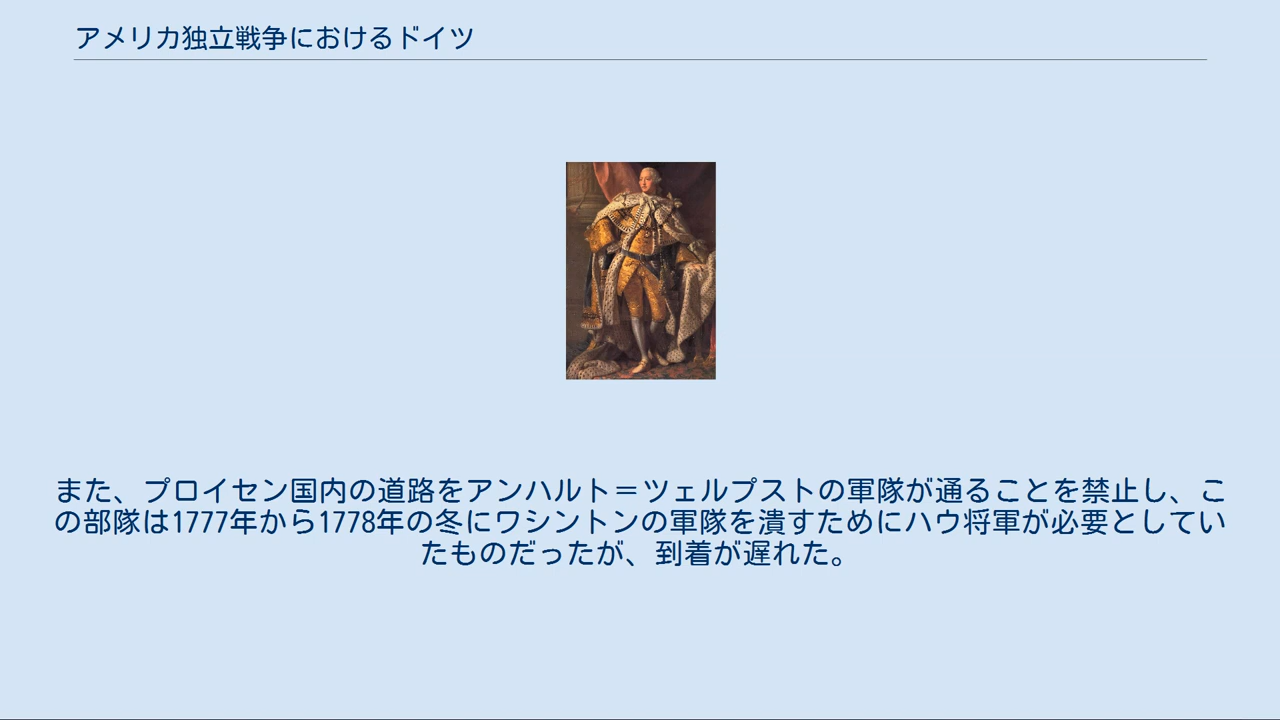 アメリカ独立戦争におけるドイツ
また、プロイセン国内の道路をアンハルト＝ツェルプストの軍隊が通ることを禁止し、こ
の部隊は1777年から1778年の冬にワシントンの軍隊を潰すためにハウ将軍が必要としてい
たものだったが、到着が遅れた。